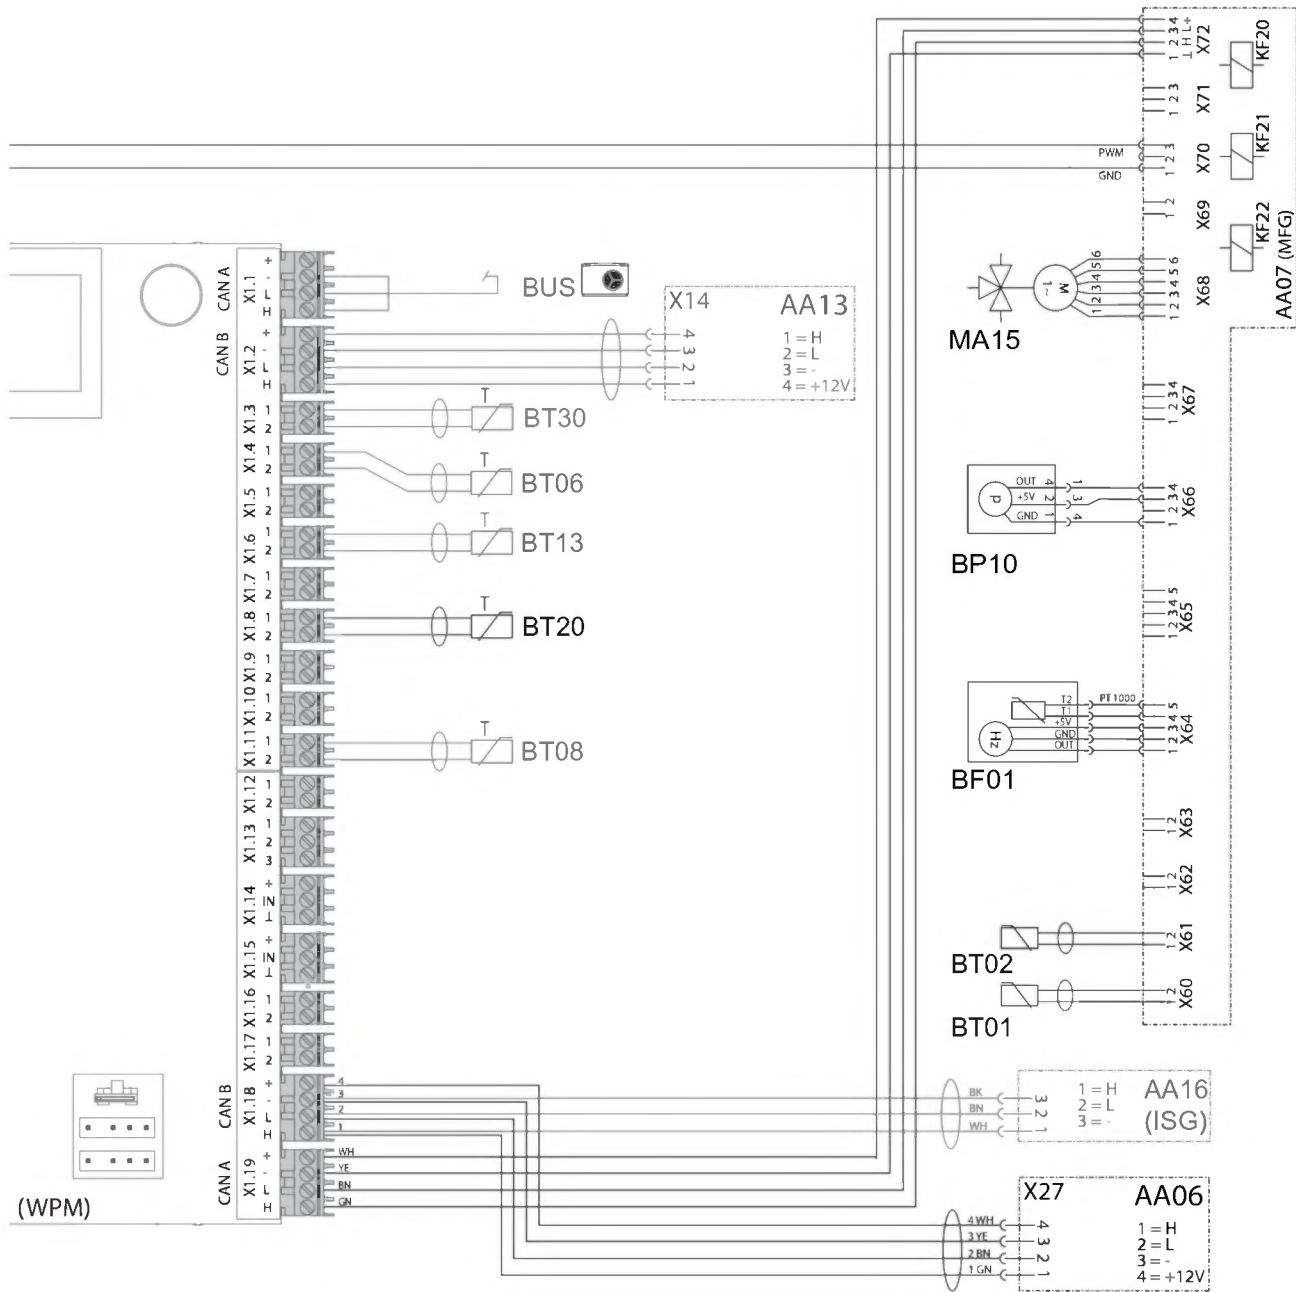 CAN A
X1.1
+
-
L
H
BUS
CAN B
X1.2
+
-
L
H
X14
AA13
4
3
2
1
1 = H
2 = L
3 = -
4 = +12V
X1.3
1
2
T
BT30
X1.4
1
2
T
BT06
X1.5
1
2
X1.6
1
2
T
BT13
X1.7
1
2
X1.8
1
2
T
BT20
X1.9
1
2
X1.10
1
2
X1.11
1
2
T
BT08
X1.12
1
2
X1.13
1
2
3
X1.14
+
IN
⊥
X1.15
+
IN
⊥
X1.16
1
2
X1.17
1
2
CAN B
X1.18
+
-
L
H
4
3
2
1
CAN A
X1.19
+
-
L
H
WH
YE
BN
GN
(WPM)
1 2 3 4
⊥ H L +
X72
KF20
1 2 3
X71
PWM
GND
1 2 3
X70
KF21
1 2
X69
KF22
AA07 (MFG)
M
1~
1 2 3 4 5 6
1 2 3 4 5 6
X68
MA15
1 2 3 4
X67
P
OUT 4 1
+5V 2 3
GND 1 4
1 2 3 4
X66
BP10
1 2 3 4 5
X65
Hz
T2
T1
+5V
GND
OUT
PT 1000
1 2 3 4 5
X64
BF01
1 2
X63
1 2
X62
1 2
X61
BT02
1 2
X60
BT01
BK
BN
WH
3
2
1
1 = H
2 = L
3 = -
AA16
(ISG)
X27
AA06
4 WH
3 YE
2 BN
1 GN
4
3
2
1
1 = H
2 = L
3 = -
4 = +12V